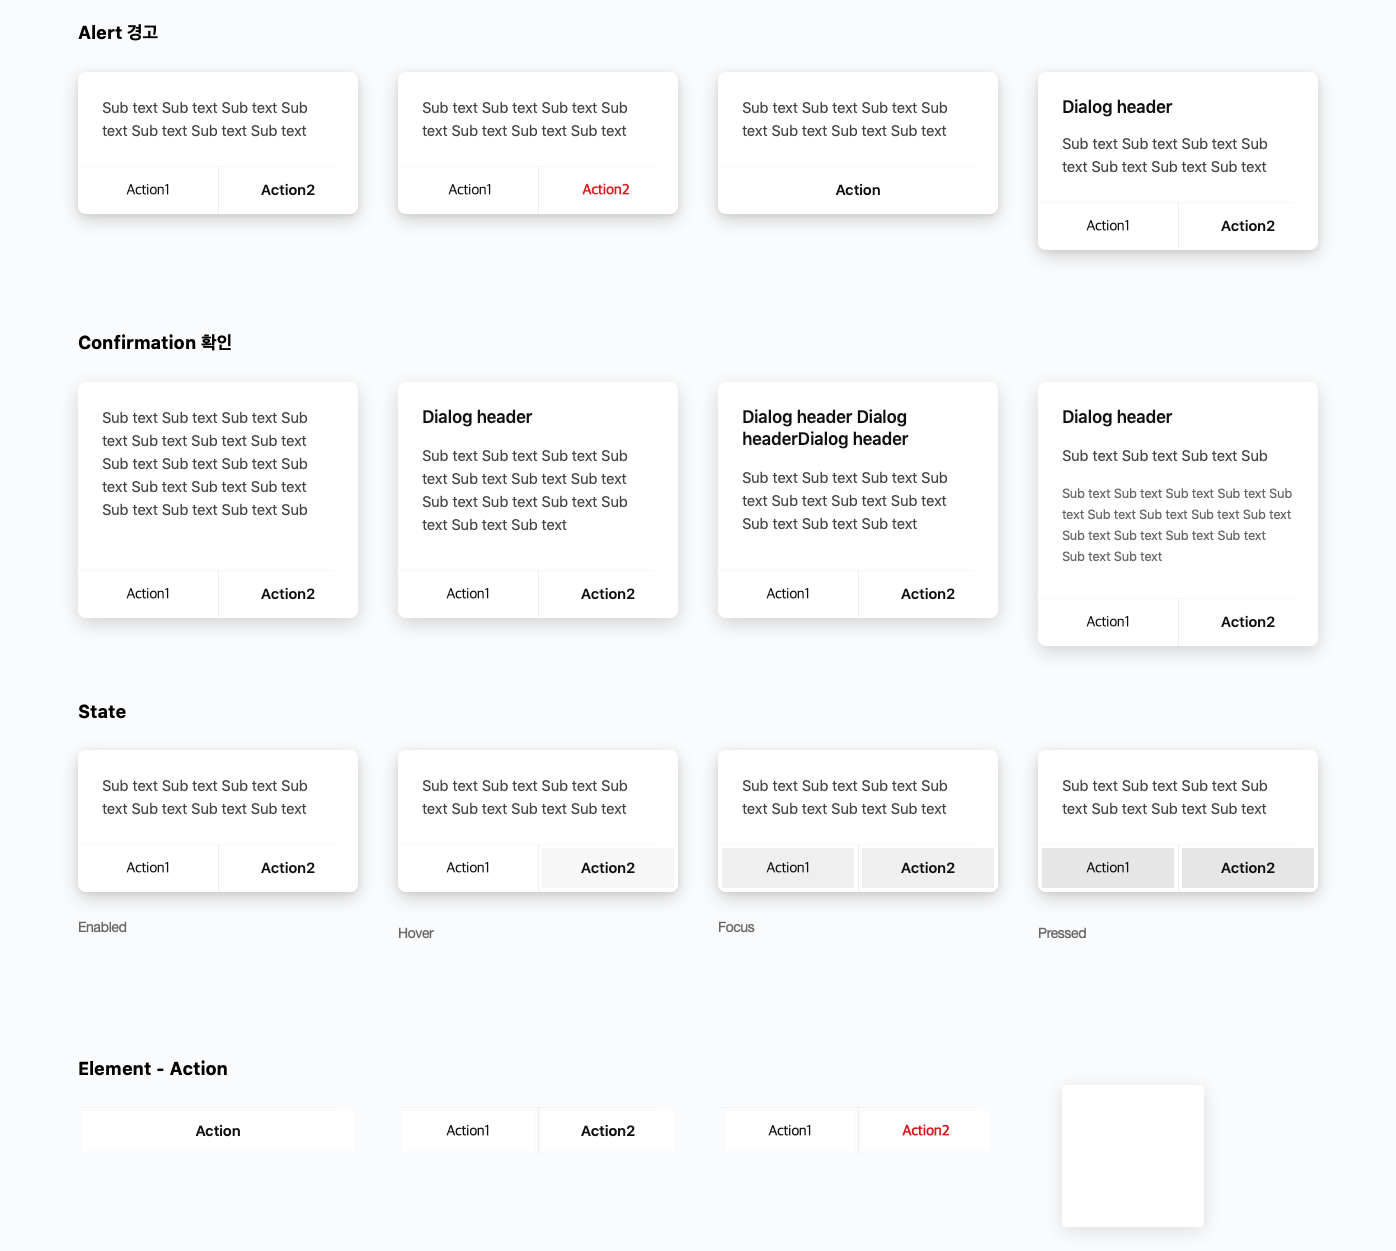 Alert 경고
Sub text Sub text Sub text Sub
text Sub text Sub text Sub text
Action1
Action2
Sub text Sub text Sub text Sub
text Sub text Sub text Sub text
Action1
Action2
Sub text Sub text Sub text Sub
text Sub text Sub text Sub text
Action
Dialog header
Sub text Sub text Sub text Sub
text Sub text Sub text Sub text
Action1
Action2
Confirmation 확인
Sub text Sub text Sub text Sub
text Sub text Sub text Sub text
Sub text Sub text Sub text Sub
text Sub text Sub text Sub text
Sub text Sub text Sub text Sub
Action1
Action2
Dialog header
Sub text Sub text Sub text Sub
text Sub text Sub text Sub text
Sub text Sub text Sub text Sub
text Sub text Sub text
Action1
Action2
Dialog header Dialog
headerDialog header
Sub text Sub text Sub text Sub
text Sub text Sub text Sub text
Sub text Sub text Sub text
Action1
Action2
Dialog header
Sub text Sub text Sub text Sub
Sub text Sub text Sub text Sub text Sub
text Sub text Sub text Sub text Sub text
Sub text Sub text Sub text Sub text
Sub text Sub text
Action1
Action2
State
Sub text Sub text Sub text Sub
text Sub text Sub text Sub text
Action1
Action2
Enabled
Sub text Sub text Sub text Sub
text Sub text Sub text Sub text
Action1
Action2
Hover
Sub text Sub text Sub text Sub
text Sub text Sub text Sub text
Action1
Action2
Focus
Sub text Sub text Sub text Sub
text Sub text Sub text Sub text
Action1
Action2
Pressed
Element - Action
Action
Action1
Action2
Action1
Action2